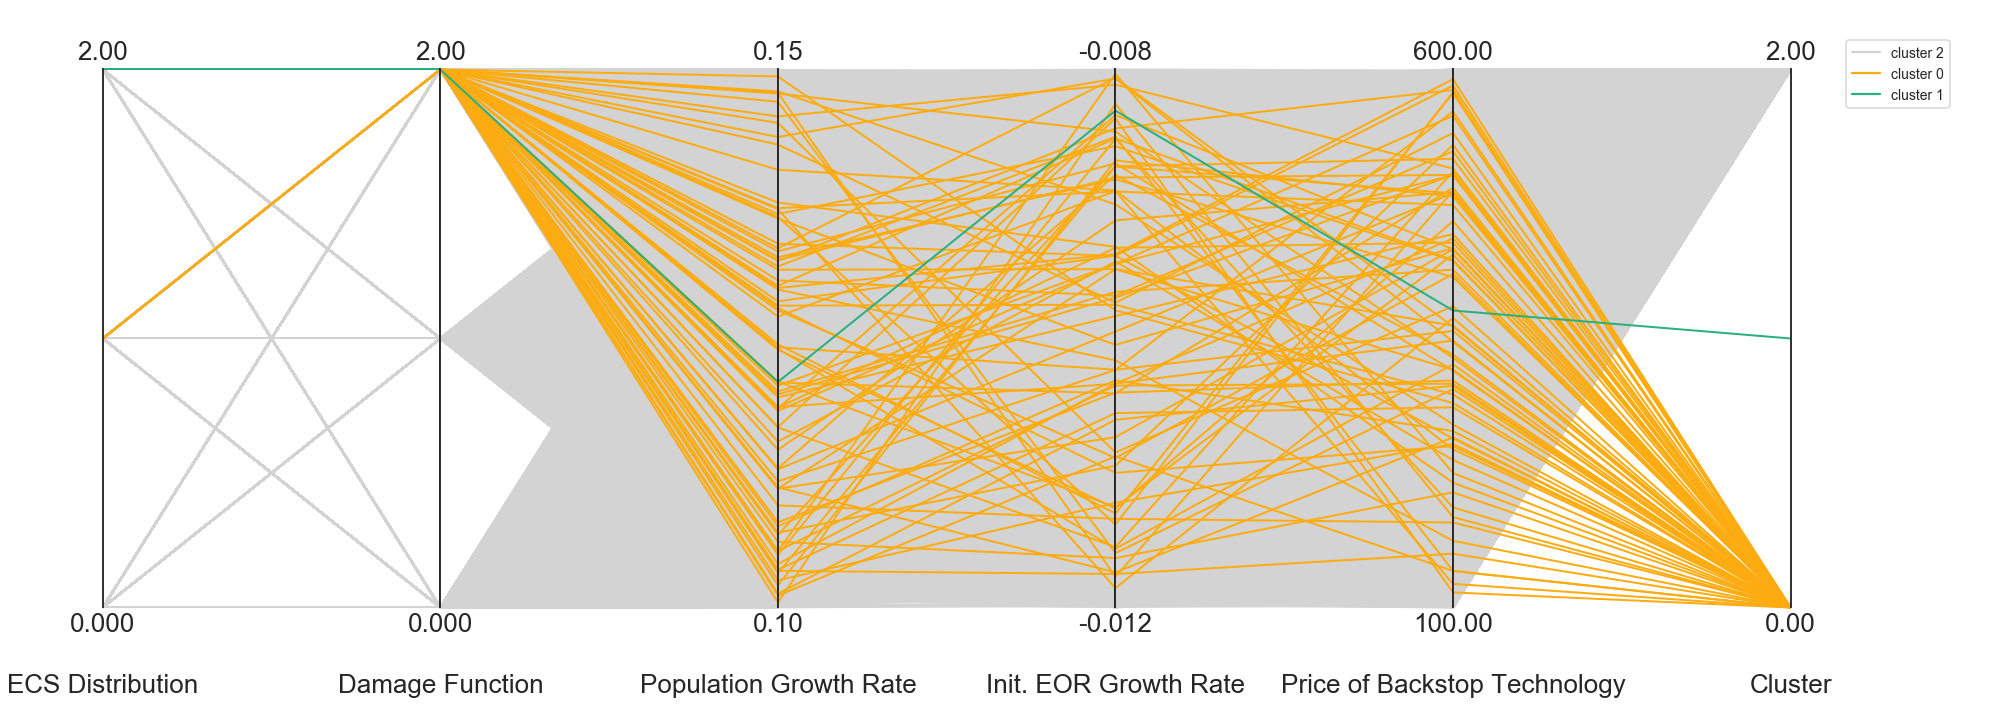 2.00 2.00 0.15 -0.008 600.00 2.00
cluster 2
cluster 0
cluster 1
0.000 0.000 0.10 -0.012 100.00 0.00
ECS Distribution Damage Function Population Growth Rate Init. EOR Growth Rate Price of Backstop Technology Cluster